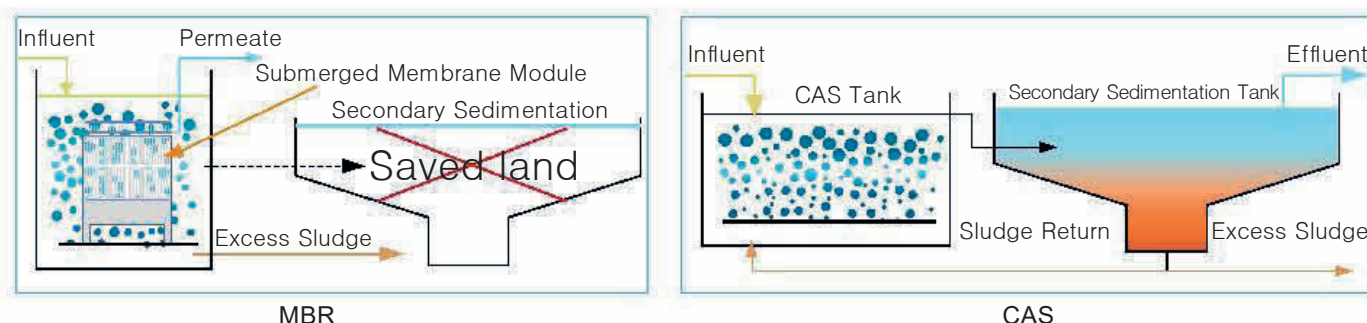 Influent
Permeate
Submerged Membrane Module
Secondary Sedimentation
Saved land
Excess Sludge
MBR
Influent
Effluent
CAS Tank
Secondary Sedimentation Tank
Sludge Return
Excess Sludge
CAS